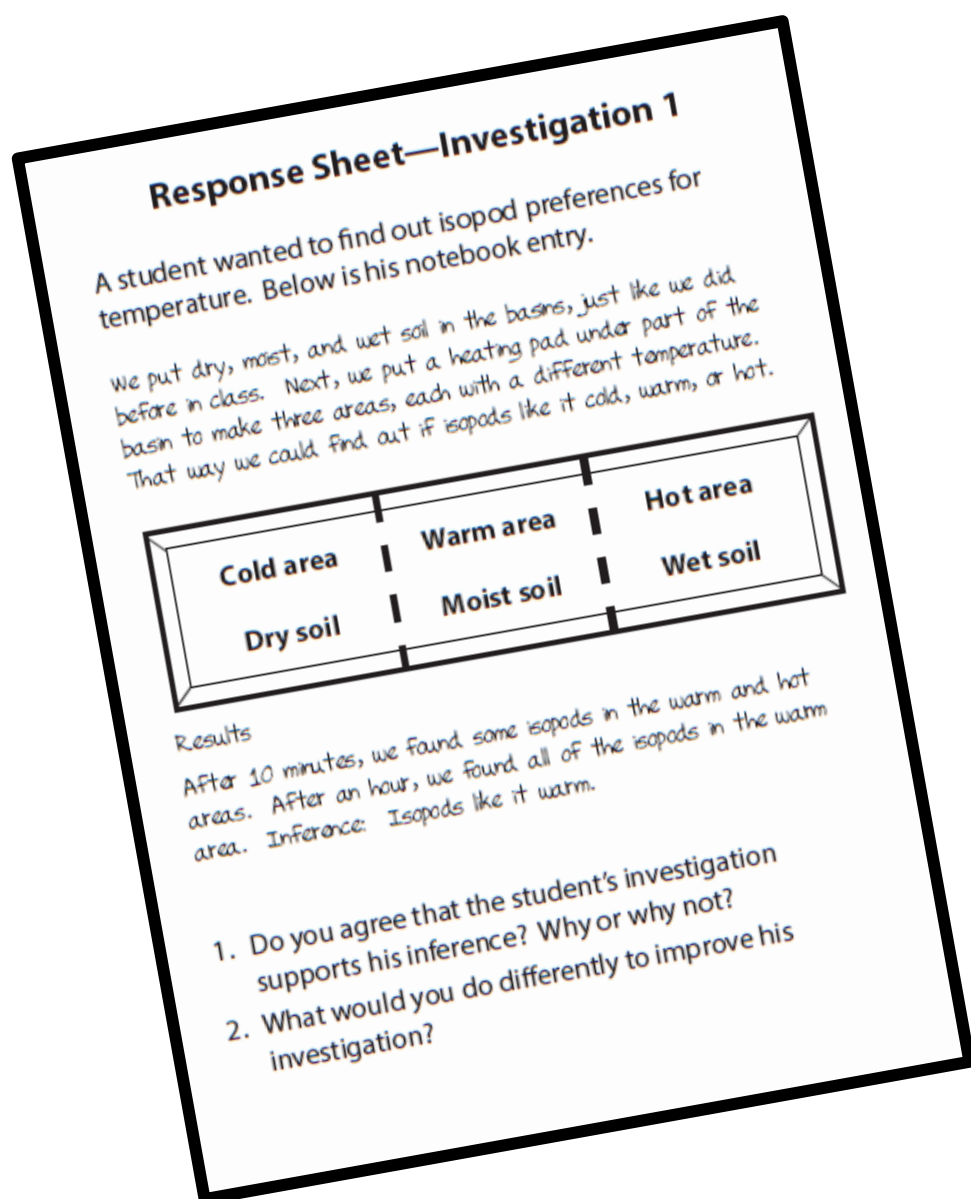 Response Sheet—Investigation 1
A student wanted to find out isopod preferences for
temperature. Below is his notebook entry.
We put dry, moist, and wet soil in the basins, just like we did
before in class. Next, we put a heating pad under part of the
basin to make three areas, each with a different temperature.
That way we could find out if isopods like it cold, warm, or hot.
Cold area
Warm area
Hot area
Dry soil
Moist soil
Wet soil
Results
After 10 minutes, we found some isopods in the warm and hot
areas. After an hour, we found all of the isopods in the warm
area. Inference: Isopods like it warm.
1. Do you agree that the student's investigation
supports his inference? Why or why not?
2. What would you do differently to improve his
investigation?